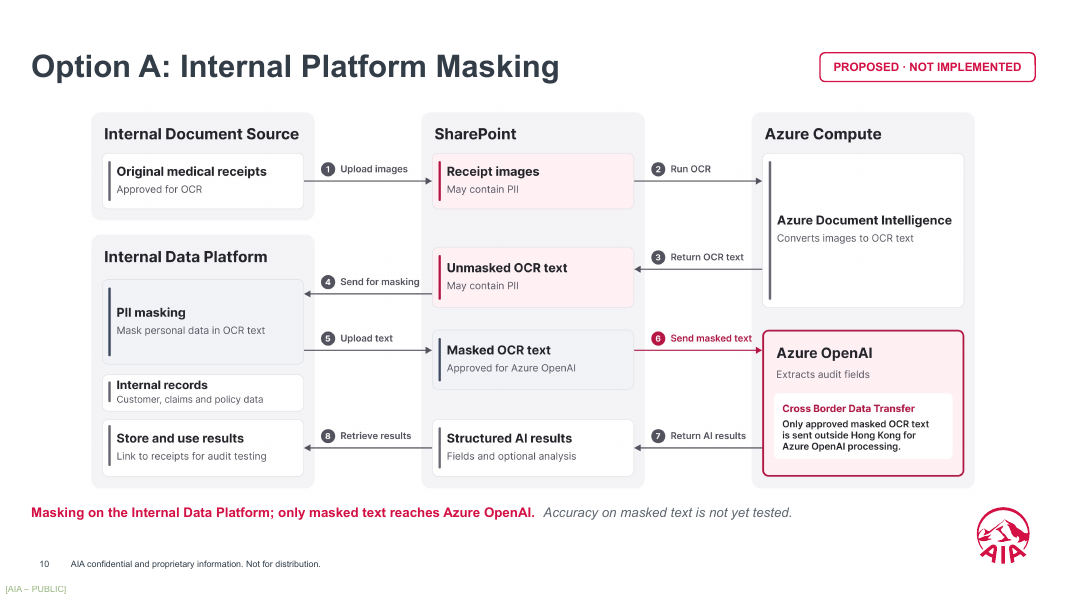 Option A: Internal Platform Masking
PROPOSED · NOT IMPLEMENTED
Internal Document Source
Original medical receipts
Approved for OCR
1 Upload images
SharePoint
Receipt images
May contain PII
2 Run OCR
Azure Compute
Azure Document Intelligence
Converts images to OCR text
3 Return OCR text
Unmasked OCR text
May contain PII
4 Send for masking
Internal Data Platform
PII masking
Mask personal data in OCR text
5 Upload text
Masked OCR text
Approved for Azure OpenAI
6 Send masked text
Azure OpenAI
Extracts audit fields
Cross Border Data Transfer
Only approved masked OCR text
is sent outside Hong Kong for
Azure OpenAI processing.
7 Return AI results
Structured AI results
Fields and optional analysis
8 Retrieve results
Internal records
Customer, claims and policy data
Store and use results
Link to receipts for audit testing
Masking on the Internal Data Platform; only masked text reaches Azure OpenAI. Accuracy on masked text is not yet tested.
AIA
10 AIA confidential and proprietary information. Not for distribution.
[AIA – PUBLIC]